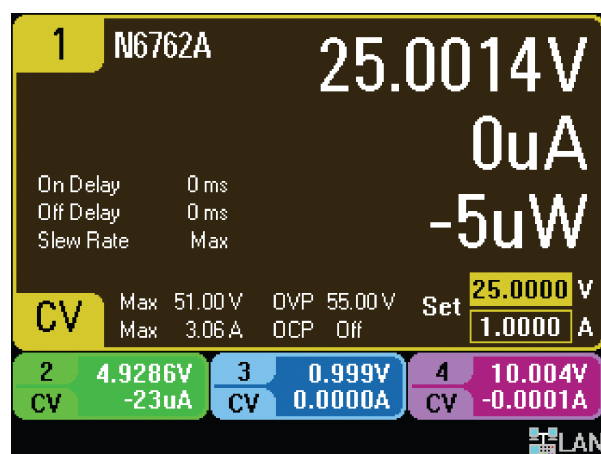 1 N6762A 25.0014V
0uA
-5uW
On Delay 0 ms
Off Delay 0 ms
Slew Rate Max
CV Max 51.00 V OVP 55.00 V Set 25.0000 V
Max 3.06 A OCP Off 1.0000 A
2 4.9286V 3 0.999V 4 10.004V
CV -23uA CV 0.0000A CV -0.0001A
LAN